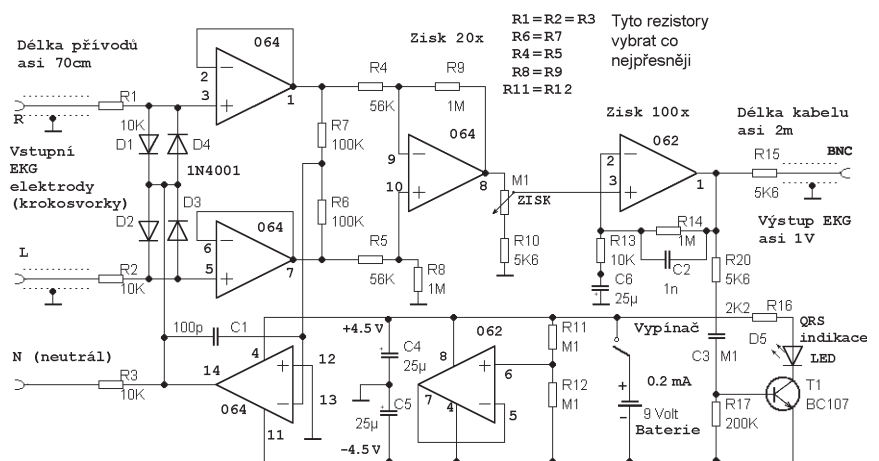 Délka přívodů
asi 70cm
R
R1
10K
D1
D4
1N4001
Vstupní
EKG
elektrody
(krokosvorky)
D2
D3
L
R2
10K
N (neutrál)
R3
10K
064
2
3
1
064
6
5
7
R7
100K
R6
100K
R4
56K
R5
56K
Zisk 20x
R9
1M
064
9
10
8
R8
1M
M1
ZISK
R10
5K6
R1=R2=R3
R6=R7
R4=R5
R8=R9
R11=R12
Tyto rezistory
vybrat co
nejpřesněji
Zisk 100x
062
2
3
1
R13
10K
C6
25µ
R14
1M
C2
1n
Délka kabelu
asi 2m
R15
5K6
BNC
Výstup EKG
asi 1V
R20
5K6
100p
C1
4
14
12
13
064
11
+4.5V
C4
25µ
C5
25µ
-4.5V
062
8
6
7
4
5
R11
M1
R12
M1
Vypínač
0.2 mA
9 Volt
Baterie
+
–
C3
M1
R17
200K
2K2
R16
D5
QRS
indikace
LED
T1
BC107